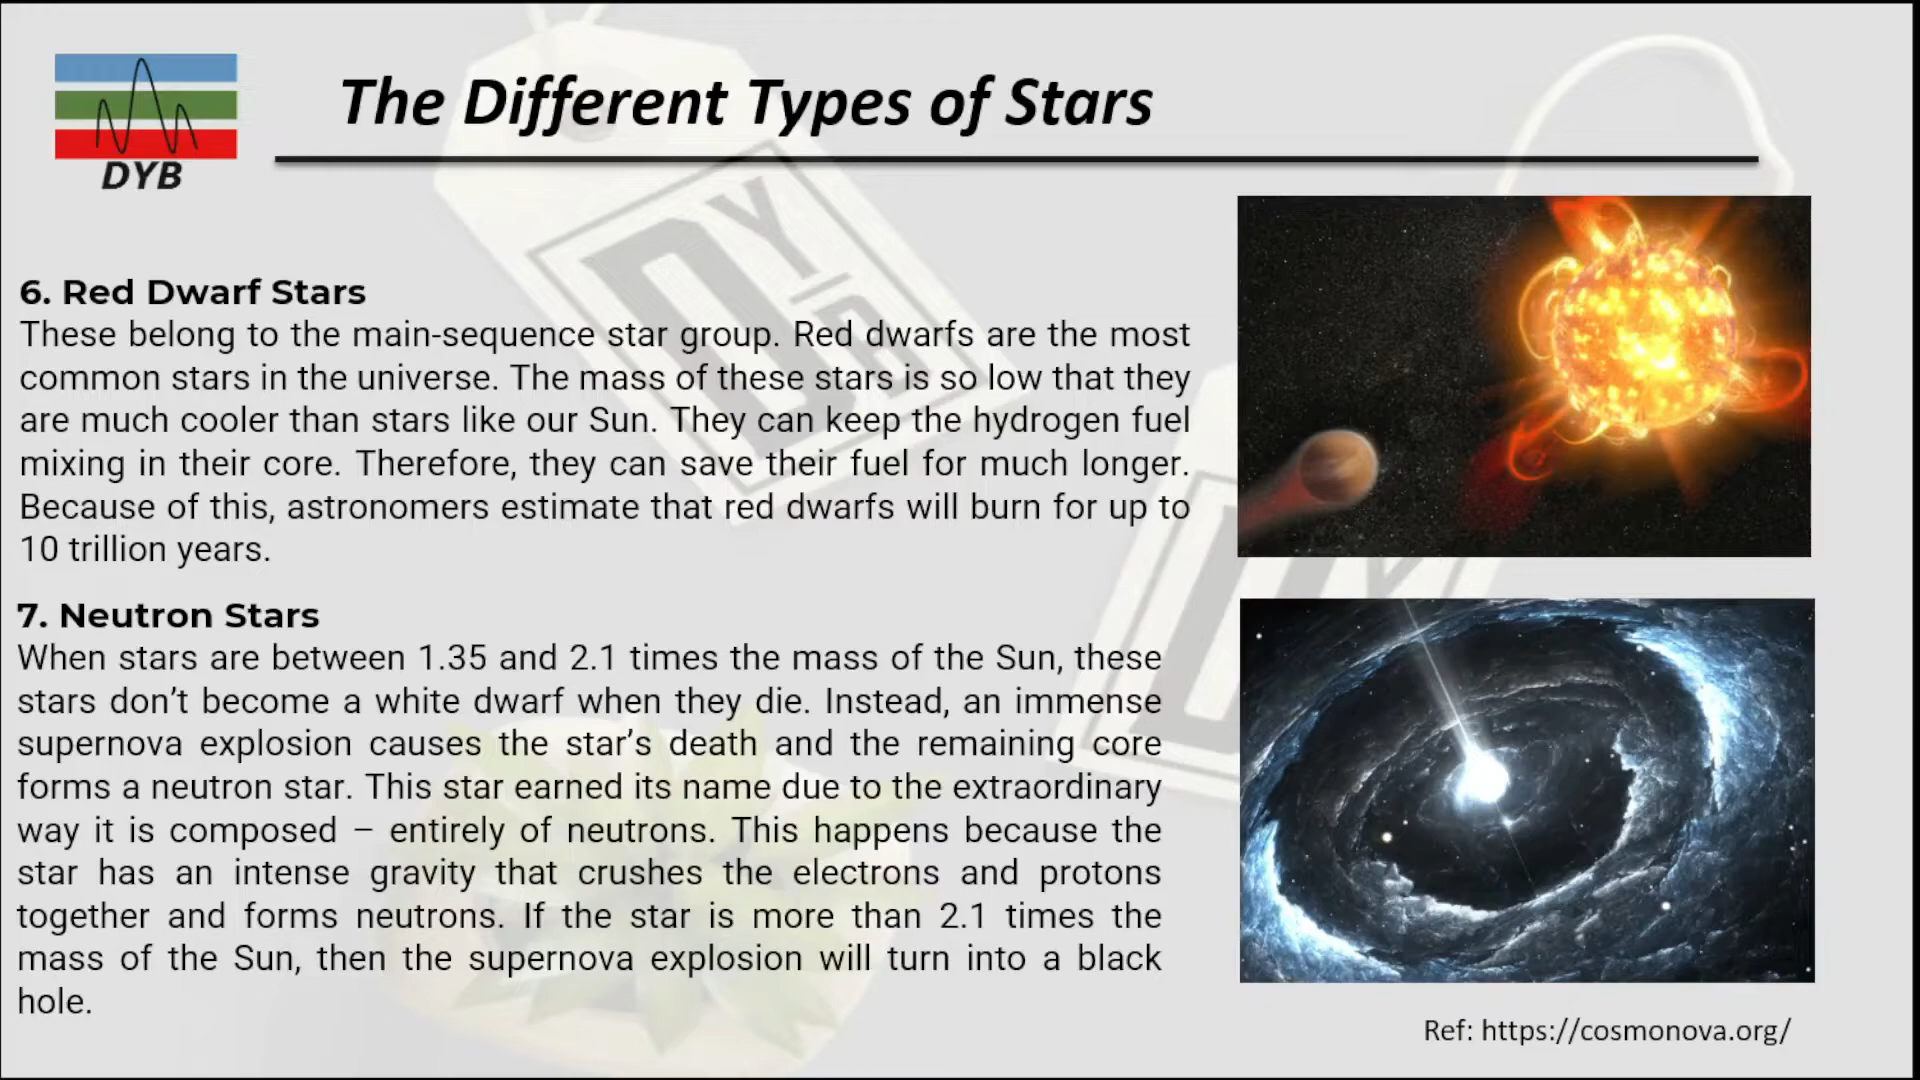 The Different Types of Stars
DYB
6. Red Dwarf Stars
These belong to the main-sequence star group. Red dwarfs are the most
common stars in the universe. The mass of these stars is so low that they
are much cooler than stars like our Sun. They can keep the hydrogen fuel
mixing in their core. Therefore, they can save their fuel for much longer.
Because of this, astronomers estimate that red dwarfs will burn for up to
10 trillion years.
7. Neutron Stars
When stars are between 1.35 and 2.1 times the mass of the Sun, these
stars don’t become a white dwarf when they die. Instead, an immense
supernova explosion causes the star’s death and the remaining core
forms a neutron star. This star earned its name due to the extraordinary
way it is composed – entirely of neutrons. This happens because the
star has an intense gravity that crushes the electrons and protons
together and forms neutrons. If the star is more than 2.1 times the
mass of the Sun, then the supernova explosion will turn into a black
hole.
Ref: https://cosmonova.org/